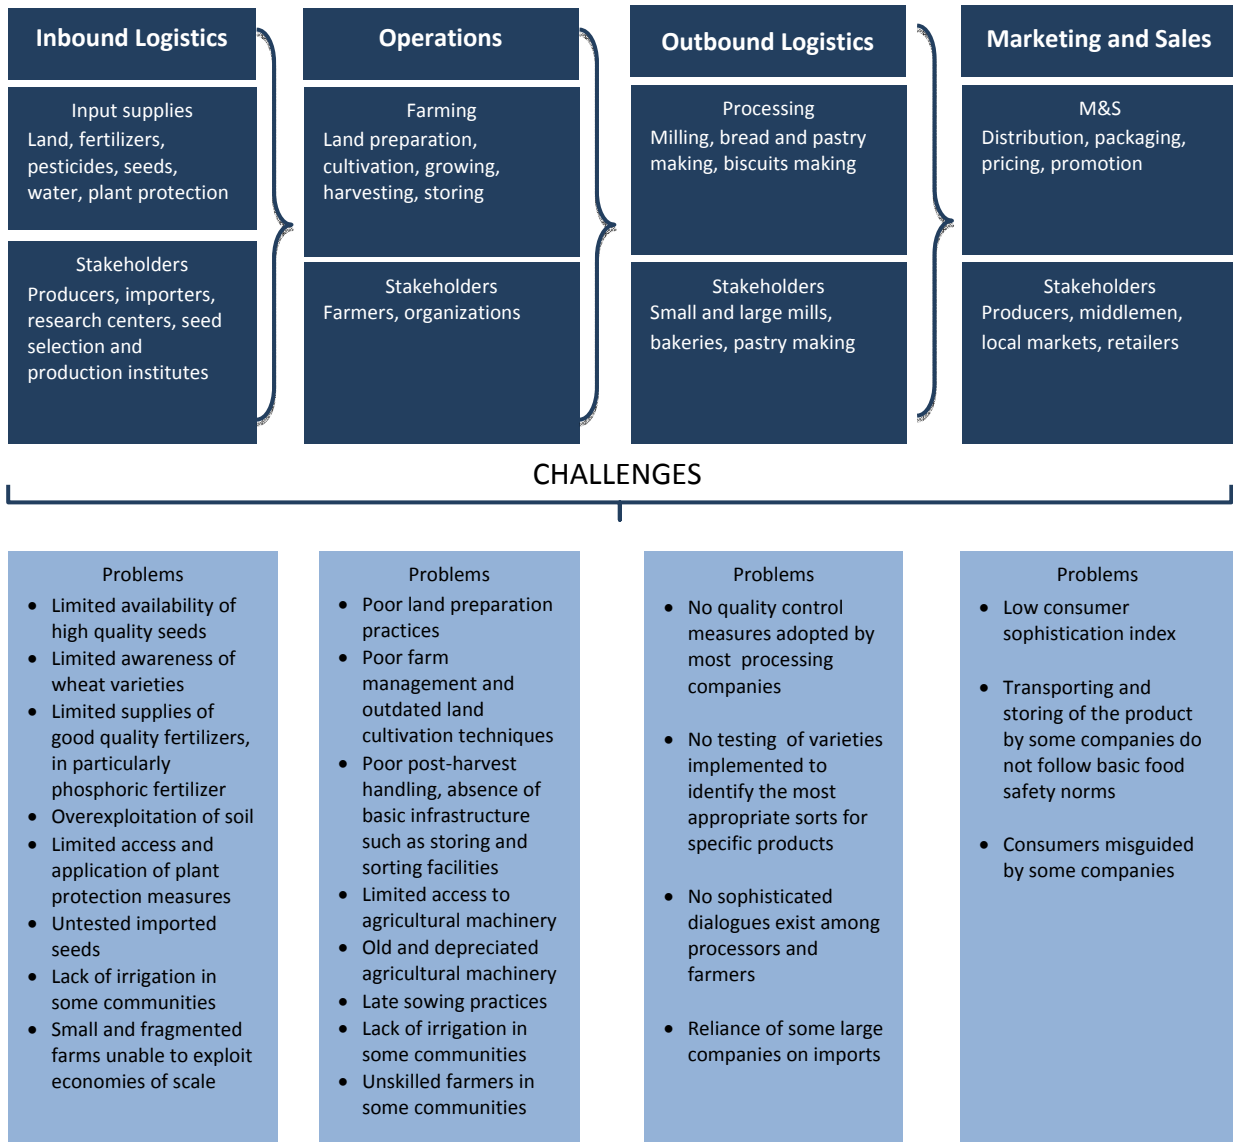 Inbound Logistics
Input supplies
Land, fertilizers,
pesticides, seeds,
water, plant protection
Stakeholders
Producers, importers,
research centers, seed
selection and
production institutes
Operations
Farming
Land preparation,
cultivation, growing,
harvesting, storing
Stakeholders
Farmers, organizations
Outbound Logistics
Processing
Milling, bread and pastry
making, biscuits making
Stakeholders
Small and large mills,
bakeries, pastry making
Marketing and Sales
M&S
Distribution, packaging,
pricing, promotion
Stakeholders
Producers, middlemen,
local markets, retailers
CHALLENGES
Problems
• Limited availability of
high quality seeds
• Limited awareness of
wheat varieties
• Limited supplies of
good quality fertilizers,
in particularly
phosphoric fertilizer
• Overexploitation of soil
• Limited access and
application of plant
protection measures
• Untested imported
seeds
• Lack of irrigation in
some communities
• Small and fragmented
farms unable to exploit
economies of scale
Problems
• Poor land preparation
practices
• Poor farm
management and
outdated land
cultivation techniques
• Poor post-harvest
handling, absence of
basic infrastructure
such as storing and
sorting facilities
• Limited access to
agricultural machinery
• Old and depreciated
agricultural machinery
• Late sowing practices
• Lack of irrigation in
some communities
• Unskilled farmers in
some communities
Problems
• No quality control
measures adopted by
most processing
companies
• No testing of varieties
implemented to
identify the most
appropriate sorts for
specific products
• No sophisticated
dialogues exist among
processors and
farmers
• Reliance of some large
companies on imports
Problems
• Low consumer
sophistication index
• Transporting and
storing of the product
by some companies do
not follow basic food
safety norms
• Consumers misguided
by some companies